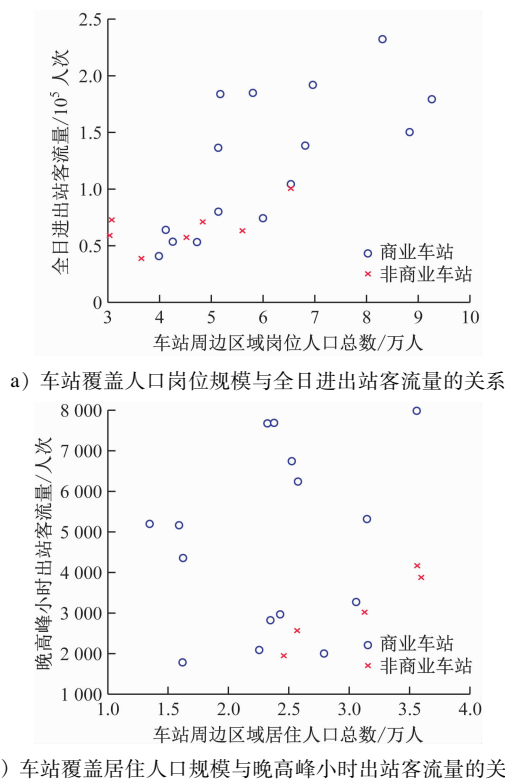 2.5
2.0
1.5
1.0
0.5
0
全日进出站客流量/10⁵ 人次
商业车站
非商业车站
3 4 5 6 7 8 9 10
车站周边区域岗位人口总数/万人
a）车站覆盖人口岗位规模与全日进出站客流量的关系
8 000
7 000
6 000
5 000
4 000
3 000
2 000
1 000
晚高峰小时出站客流量/人次
商业车站
非商业车站
1.0 1.5 2.0 2.5 3.0 3.5 4.0
车站周边区域居住人口总数/万人
）车站覆盖居住人口规模与晚高峰小时出站客流量的关